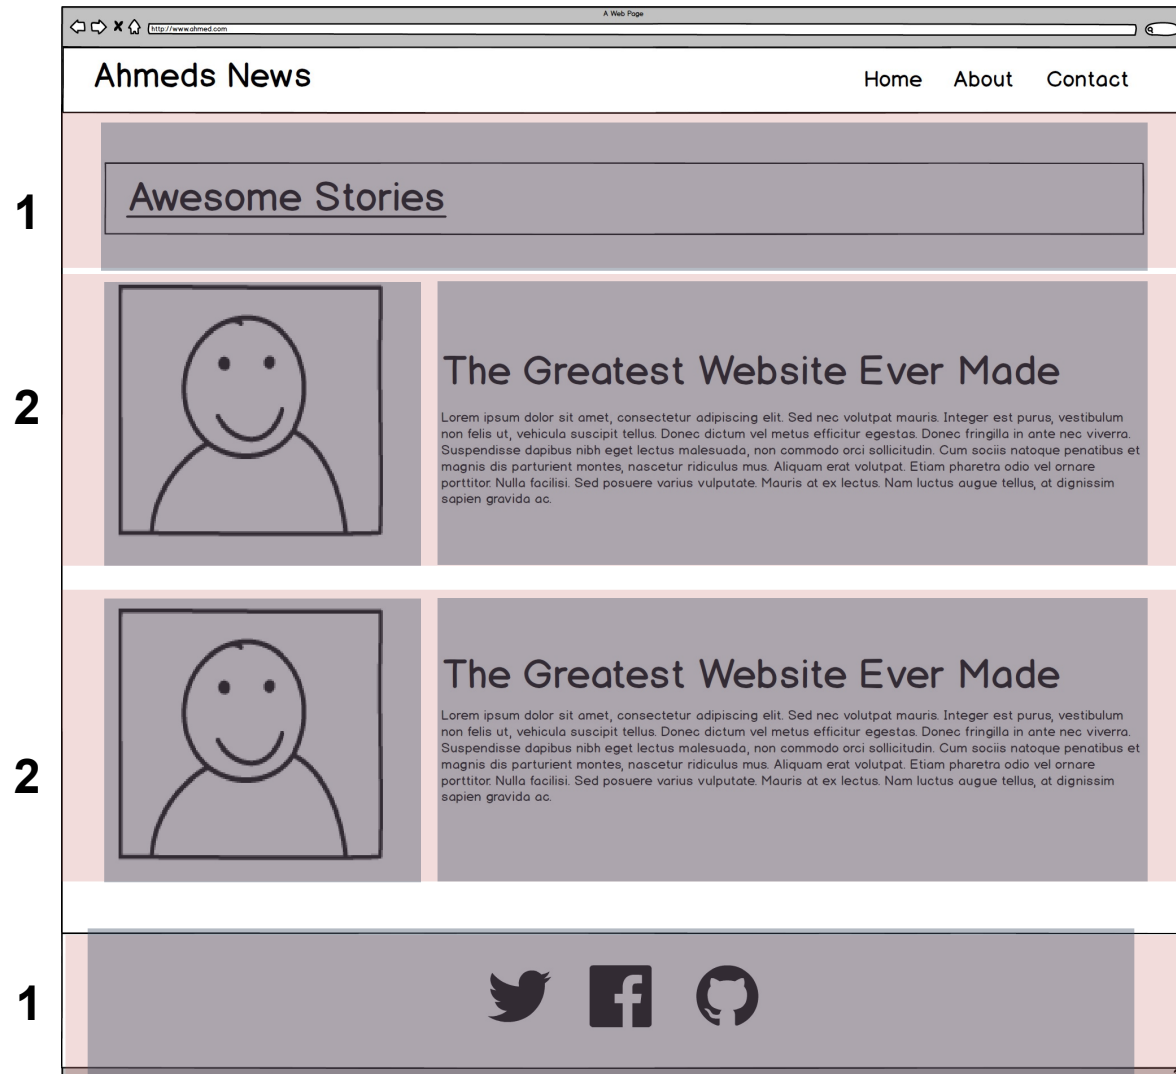 A Web Page
http://www.ahmed.com
Ahmeds News
Home About Contact
1
Awesome Stories
2
The Greatest Website Ever Made
Lorem ipsum dolor sit amet, consectetur adipiscing elit. Sed nec volutpat mauris. Integer est purus, vestibulum
non felis ut, vehicula suscipit tellus. Donec dictum vel metus efficitur egestas. Donec fringilla in ante nec viverra.
Suspendisse dapibus nibh eget lectus malesuada, non commodo orci sollicitudin. Cum sociis natoque penatibus et
magnis dis parturient montes, nascetur ridiculus mus. Aliquam erat volutpat. Etiam pharetra odio vel ornare
porttitor. Nulla facilisi. Sed posuere varius vulputate. Mauris at ex lectus. Nam luctus augue tellus, at dignissim
sapien gravida ac.
2
The Greatest Website Ever Made
Lorem ipsum dolor sit amet, consectetur adipiscing elit. Sed nec volutpat mauris. Integer est purus, vestibulum
non felis ut, vehicula suscipit tellus. Donec dictum vel metus efficitur egestas. Donec fringilla in ante nec viverra.
Suspendisse dapibus nibh eget lectus malesuada, non commodo orci sollicitudin. Cum sociis natoque penatibus et
magnis dis parturient montes, nascetur ridiculus mus. Aliquam erat volutpat. Etiam pharetra odio vel ornare
porttitor. Nulla facilisi. Sed posuere varius vulputate. Mauris at ex lectus. Nam luctus augue tellus, at dignissim
sapien gravida ac.
1